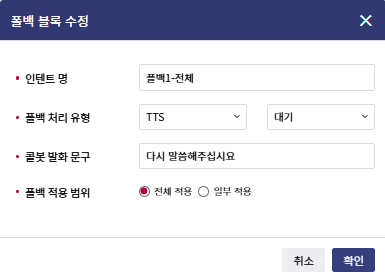 폴백 블록 수정
인텐트 명 폴백1-전체
폴백 처리 유형 TTS 대기
콜봇 발화 문구 다시 말씀해주십시요
폴백 적용 범위 전체 적용 일부 적용
취소 확인